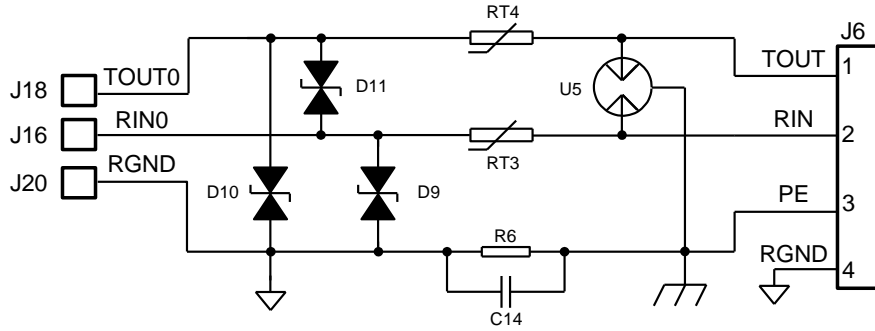 RT4
J6
TOUT
1
J18
TOUT0
D11
U5
J16
RIN0
RIN
2
RT3
RGND
J20
D10
D9
PE
3
R6
RGND
4
C14